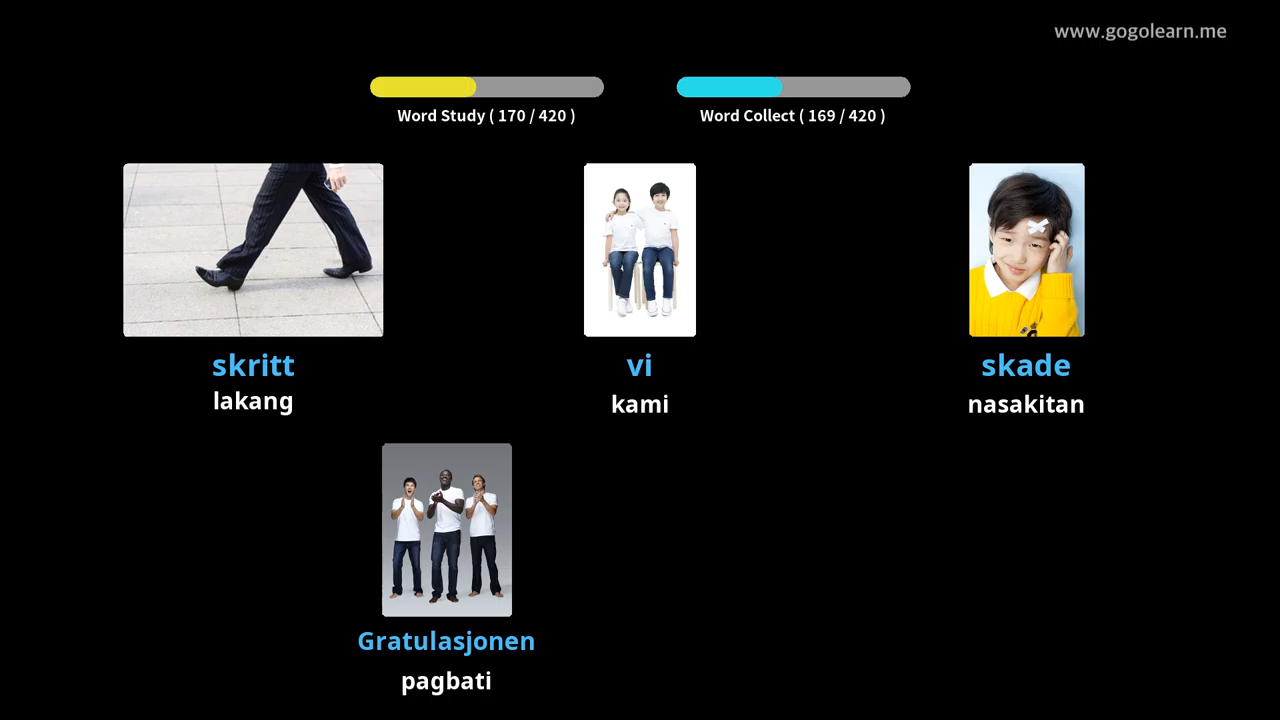 www.gogolearn.me
Word Study ( 170 / 420 )
Word Collect ( 169 / 420 )
skritt
lakang
vi
kami
skade
nasakitan
Gratulasjonen
pagbati